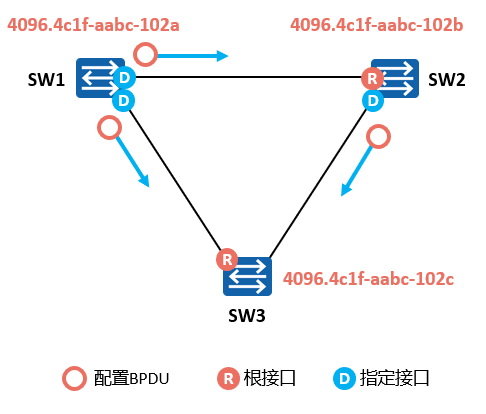 4096.4c1f-aabc-102a
4096.4c1f-aabc-102b
SW1
D
D
R
D
SW2
R
4096.4c1f-aabc-102c
SW3
配置BPDU
R 根接口
D 指定接口